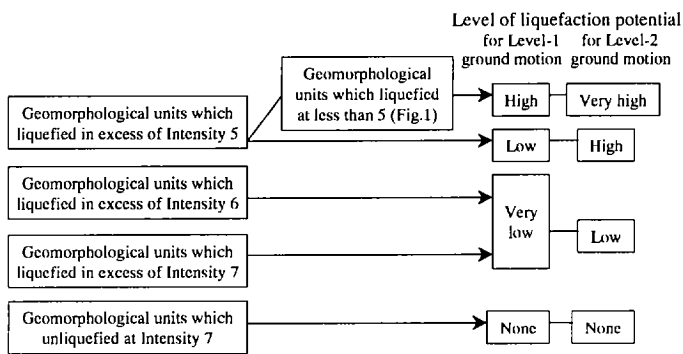 Level of liquefaction potential
for Level-1 for Level-2
ground motion ground motion
Geomorphological
units which liquefied
at less than 5 (Fig.1)
High
Very high
Geomorphological units which
liquefied in excess of Intensity 5
Low
High
Geomorphological units which
liquefied in excess of Intensity 6
Very
low
Low
Geomorphological units which
liquefied in excess of Intensity 7
Geomorphological units which
unliquefied at Intensity 7
None
None